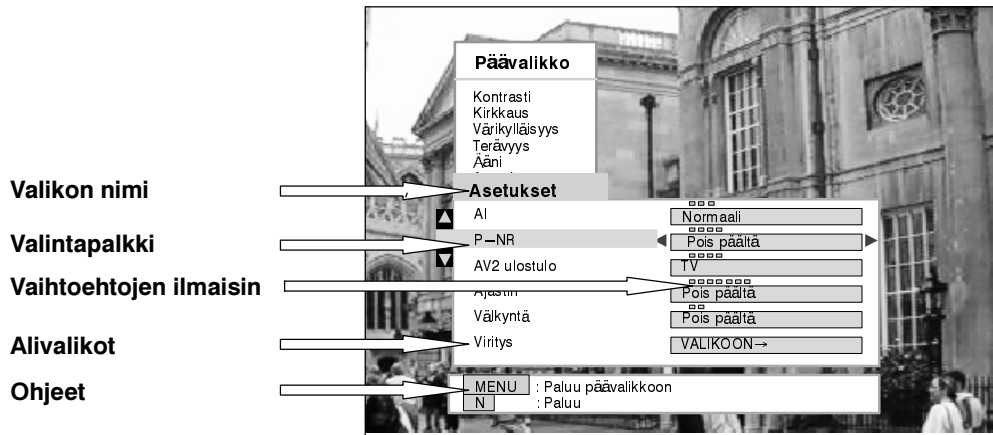 Päävalikko
Kontrasti
Kirkkaus
Värikylläisyys
Terävyys
Ääni
Valikon nimi
Asetukset
AI
Normaali
Valintapalkki
P–NR
Pois päältä
AV2 ulostulo
TV
Vaihtoehtojen ilmaisin
Ajastin
Pois päältä
Välkyntä
Pois päältä
Alivalikot
Viritys
VALIKOON→
Ohjeet
MENU : Paluu päävalikkoon
N : Paluu